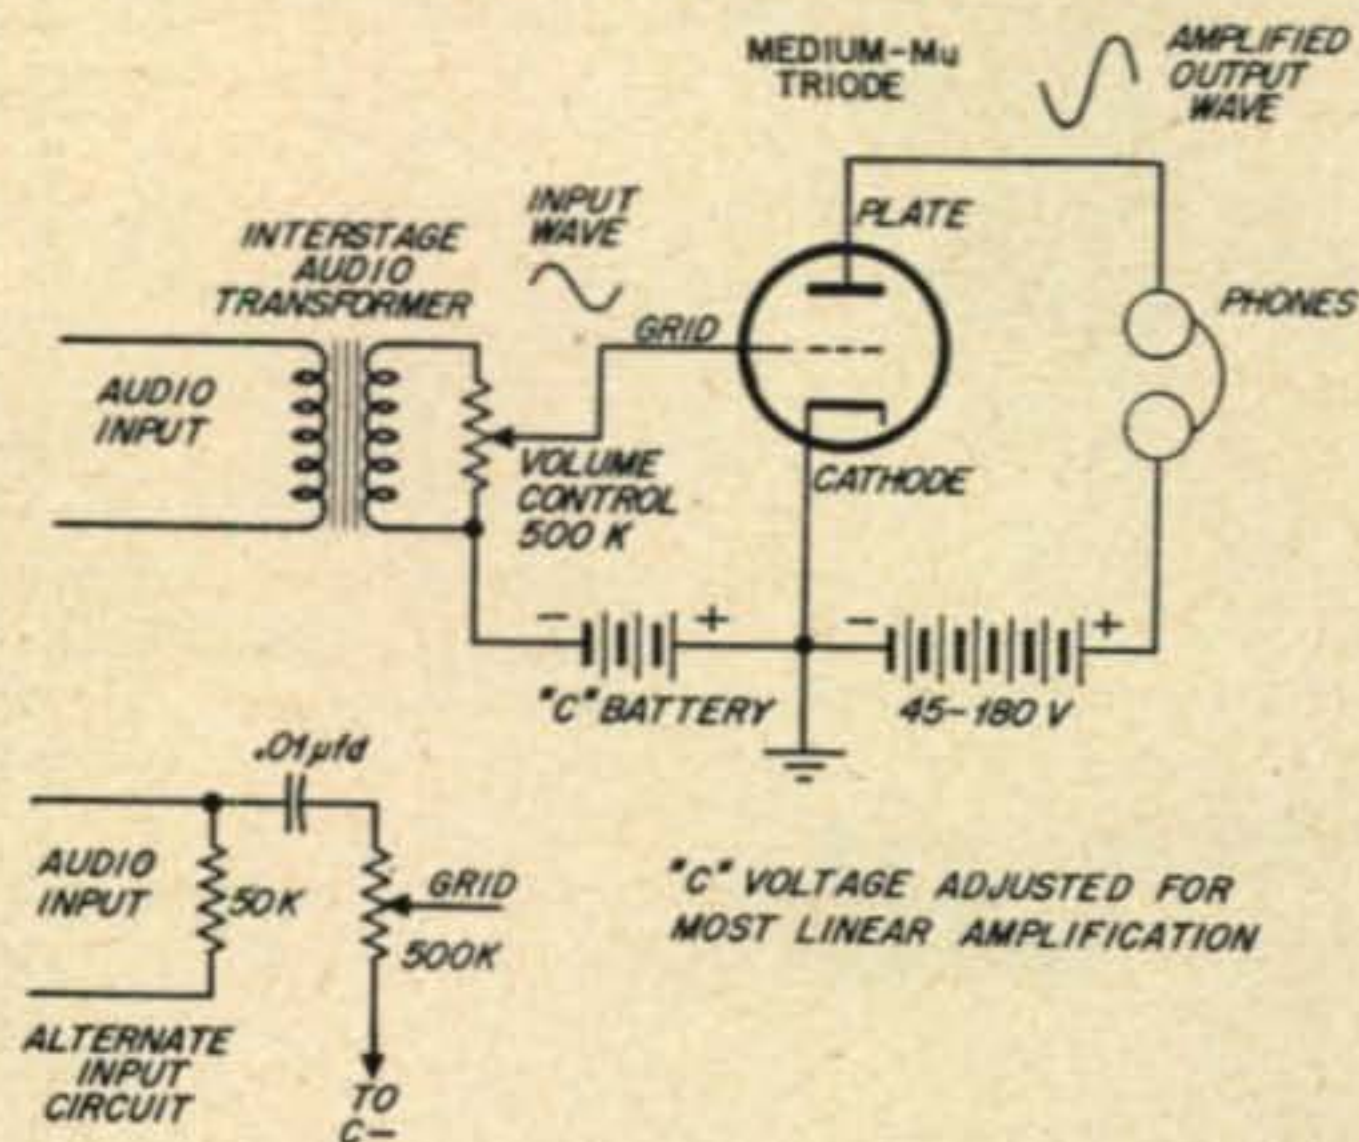 MEDIUM-Mu
TRIODE
AMPLIFIED
OUTPUT
WAVE
INPUT
WAVE
PLATE
INTERSTAGE
AUDIO
TRANSFORMER
GRID
PHONES
AUDIO
INPUT
VOLUME
CONTROL
500 K
CATHODE
- +
- +
"C" BATTERY
45-180 V
.01 µfd
AUDIO
INPUT
50K
GRID
500K
"C" VOLTAGE ADJUSTED FOR
MOST LINEAR AMPLIFICATION
ALTERNATE
INPUT
CIRCUIT
TO
C-